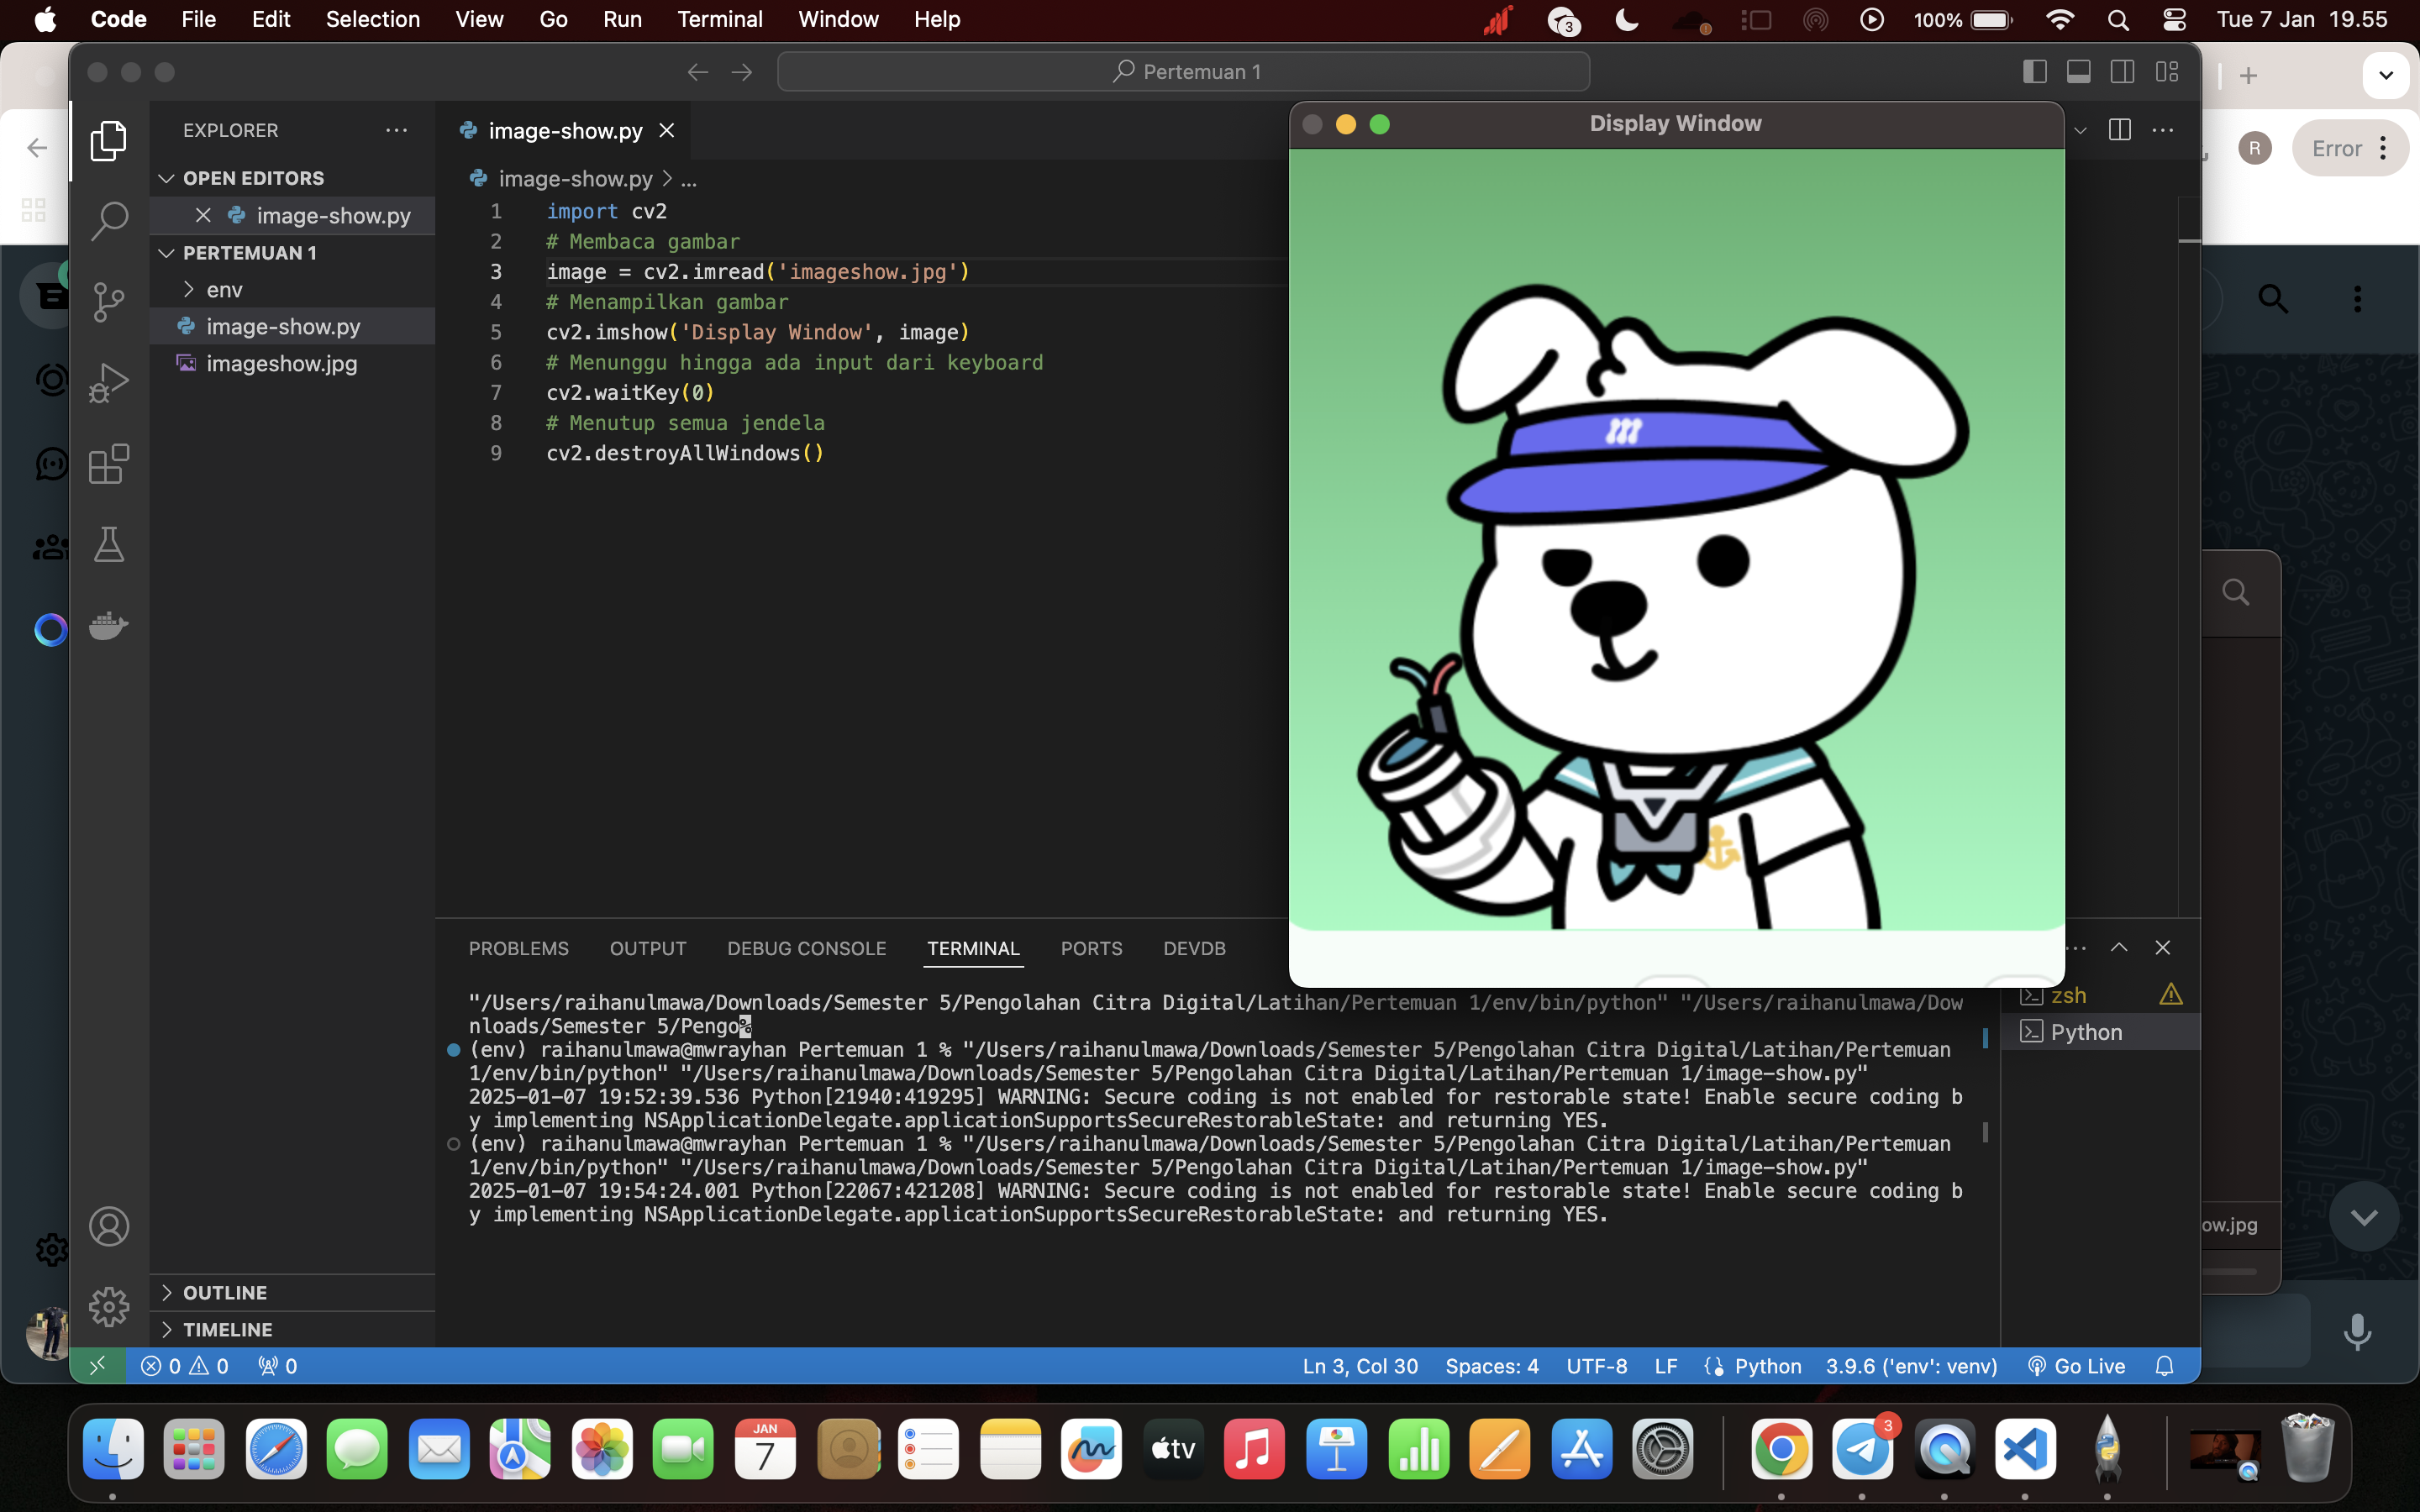 Code File Edit Selection View Go Run Terminal Window Help
3
100%
Tue 7 Jan 19.55
Pertemuan 1
R
Error
EXPLORER
OPEN EDITORS
image-show.py
PERTEMUAN 1
env
image-show.py
imageshow.jpg
OUTLINE
TIMELINE
image-show.py
image-show.py > ...
1 import cv2
2 # Membaca gambar
3 image = cv2.imread('imageshow.jpg')
4 # Menampilkan gambar
5 cv2.imshow('Display Window', image)
6 # Menunggu hingga ada input dari keyboard
7 cv2.waitKey(0)
8 # Menutup semua jendela
9 cv2.destroyAllWindows()
Display Window
PROBLEMS OUTPUT DEBUG CONSOLE TERMINAL PORTS DEVDB
"/Users/raihanulmawa/Downloads/Semester 5/Pengolahan Citra Digital/Latihan/Pertemuan 1/env/bin/python" "/Users/raihanulmawa/Dow
nloads/Semester 5/Pengo%
(env) raihanulmawa@mwrayhan Pertemuan 1 % "/Users/raihanulmawa/Downloads/Semester 5/Pengolahan Citra Digital/Latihan/Pertemuan
1/env/bin/python" "/Users/raihanulmawa/Downloads/Semester 5/Pengolahan Citra Digital/Latihan/Pertemuan 1/image-show.py"
2025-01-07 19:52:39.536 Python[21940:419295] WARNING: Secure coding is not enabled for restorable state! Enable secure coding b
y implementing NSApplicationDelegate.applicationSupportsSecureRestorableState: and returning YES.
(env) raihanulmawa@mwrayhan Pertemuan 1 % "/Users/raihanulmawa/Downloads/Semester 5/Pengolahan Citra Digital/Latihan/Pertemuan
1/env/bin/python" "/Users/raihanulmawa/Downloads/Semester 5/Pengolahan Citra Digital/Latihan/Pertemuan 1/image-show.py"
2025-01-07 19:54:24.001 Python[22067:421208] WARNING: Secure coding is not enabled for restorable state! Enable secure coding b
y implementing NSApplicationDelegate.applicationSupportsSecureRestorableState: and returning YES.
zsh
Python
ow.jpg
0 0 0
Ln 3, Col 30 Spaces: 4 UTF-8 LF Python 3.9.6 ('env': venv) Go Live
JAN
7
tv
3